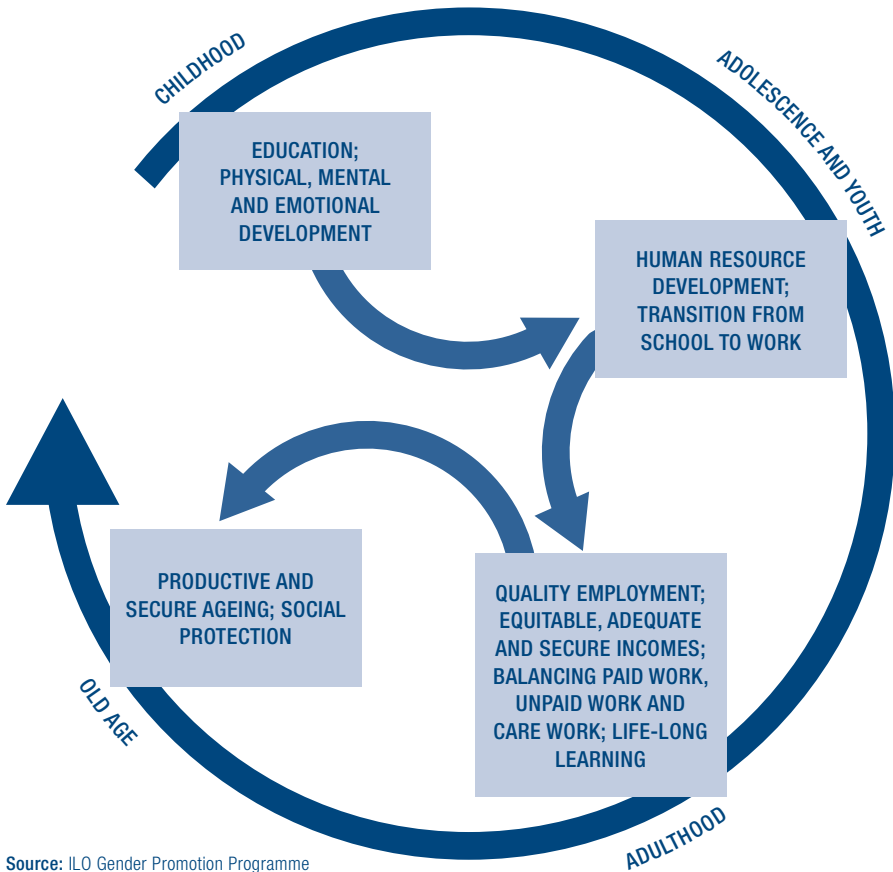 CHILDHOOD
EDUCATION;
PHYSICAL, MENTAL
AND EMOTIONAL
DEVELOPMENT
ADOLESCENCE AND YOUTH
HUMAN RESOURCE
DEVELOPMENT;
TRANSITION FROM
SCHOOL TO WORK
QUALITY EMPLOYMENT;
EQUITABLE, ADEQUATE
AND SECURE INCOMES;
BALANCING PAID WORK,
UNPAID WORK AND
CARE WORK; LIFE-LONG
LEARNING
ADULTHOOD
PRODUCTIVE AND
SECURE AGEING; SOCIAL
PROTECTION
OLD AGE
Source: ILO Gender Promotion Programme